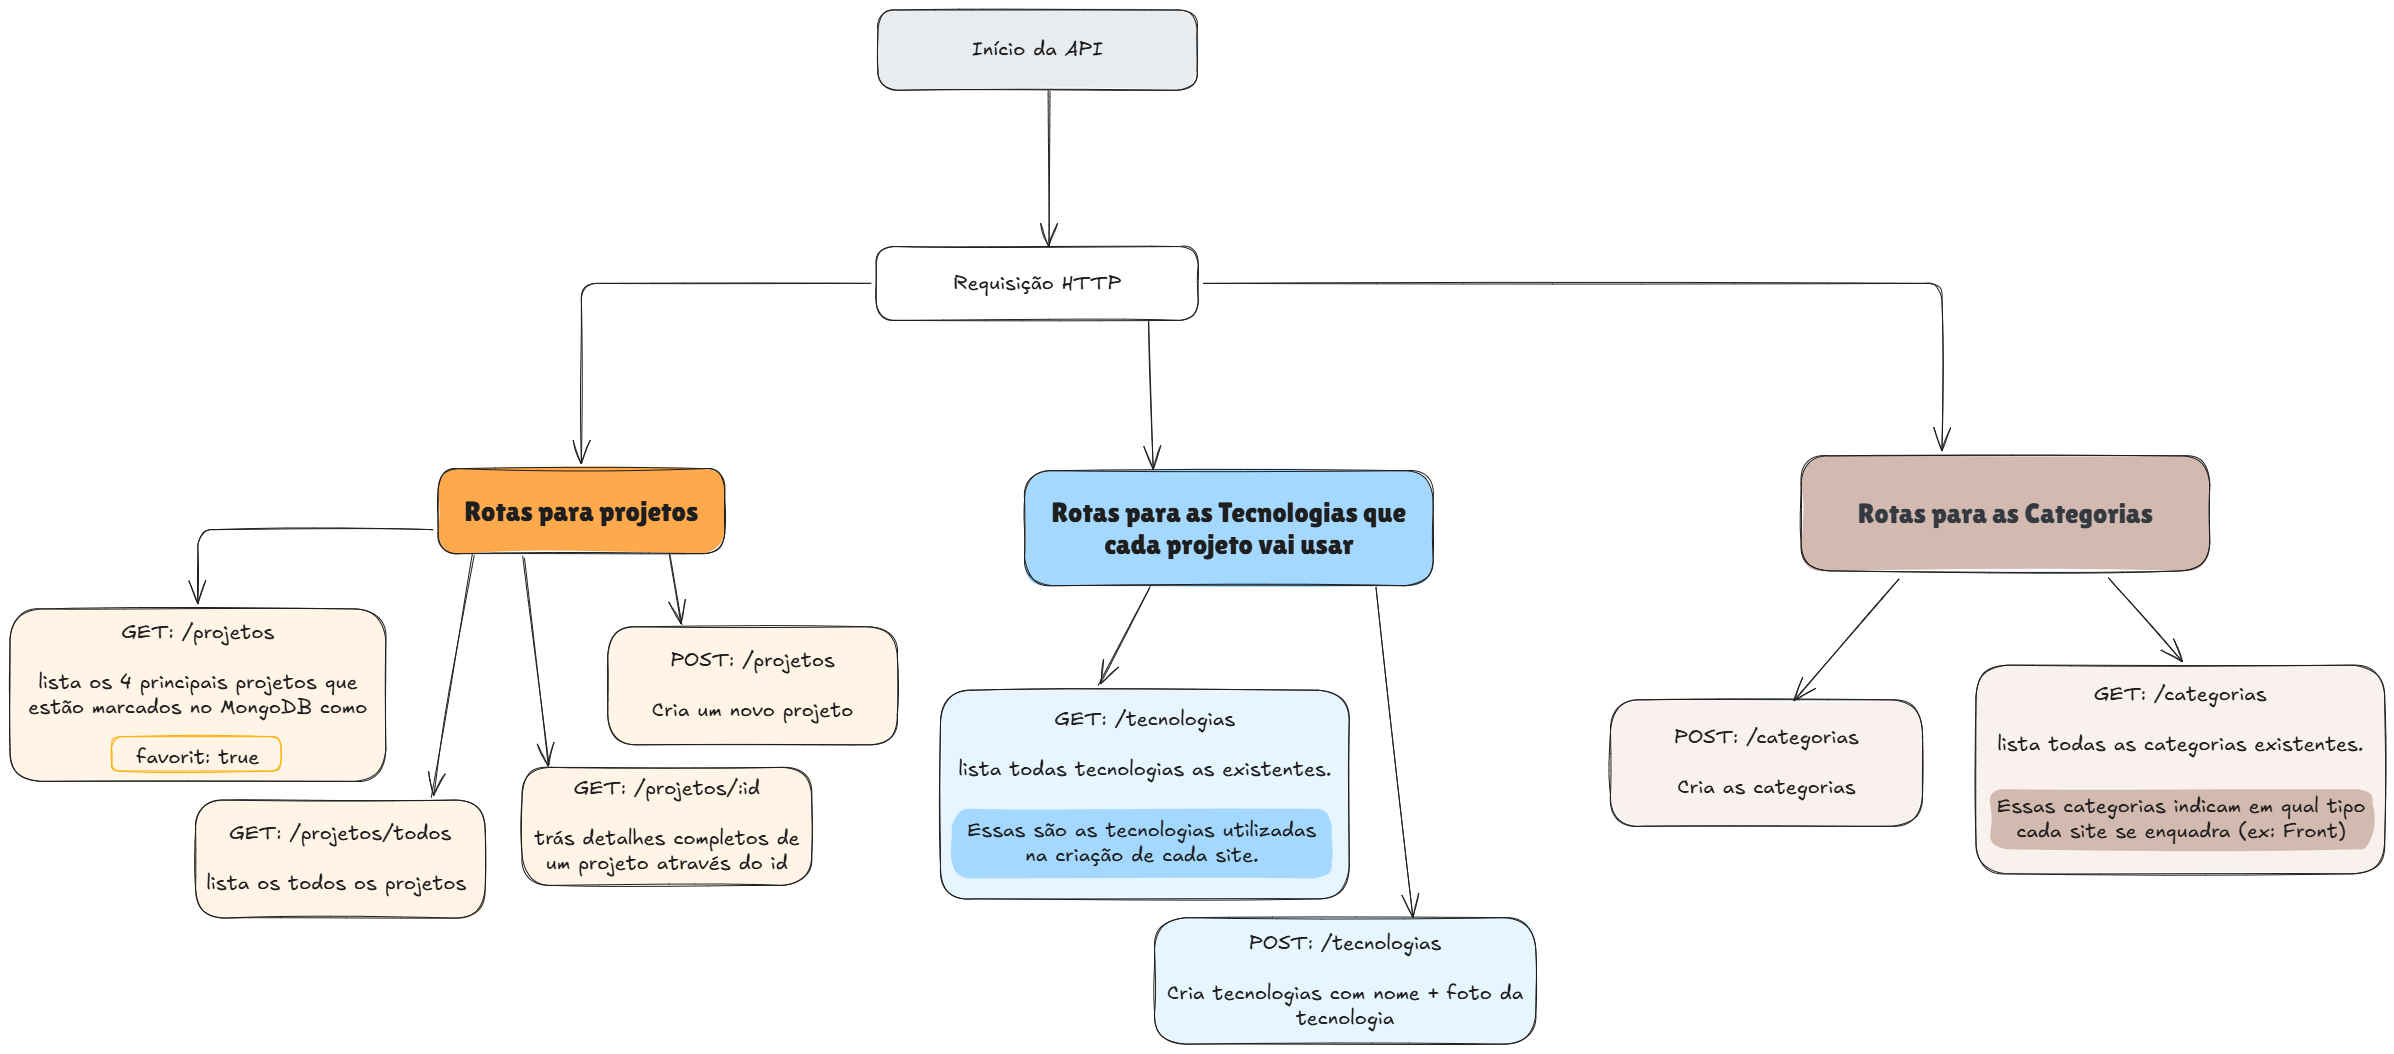 Início da API
Requisição HTTP
Rotas para projetos
GET: /projetos
lista os 4 principais projetos que
estão marcados no MongoDB como
favorit: true
GET: /projetos/todos
lista os todos os projetos
GET: /projetos/:id
trás detalhes completos de
um projeto através do id
POST: /projetos
Cria um novo projeto
Rotas para as Tecnologias que
cada projeto vai usar
GET: /tecnologias
lista todas tecnologias as existentes.
Essas são as tecnologias utilizadas
na criação de cada site.
POST: /tecnologias
Cria tecnologias com nome + foto da
tecnologia
Rotas para as Categorias
POST: /categorias
Cria as categorias
GET: /categorias
lista todas as categorias existentes.
Essas categorias indicam em qual tipo
cada site se enquadra (ex: Front)